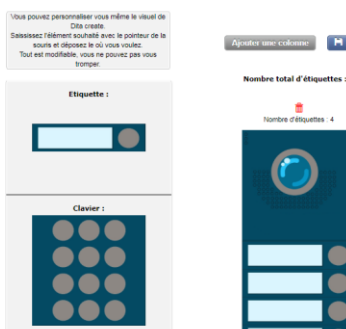 Vous pouvez personnaliser vous même le visuel de
Dita create.
Saississez l'élément souhaité avec le pointeur de la
souris et déposez le où vous voulez.
Tout est modifiable, vous ne pouvez pas vous
tromper.
Etiquette :
Clavier :
Ajouter une colonne
Nombre total d'étiquettes :
Nombre d'étiquettes : 4